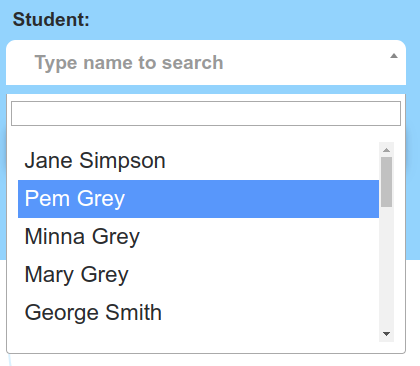 Student:
Type name to search
Jane Simpson
Pem Grey
Minna Grey
Mary Grey
George Smith